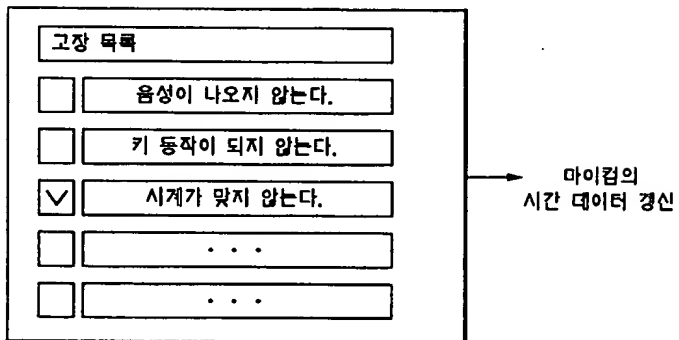 고장 목록
음성이 나오지 않는다.
키 동작이 되지 않는다.
시계가 맞지 않는다.
· · ·
· · ·
마이컴의
시간 데이터 갱신